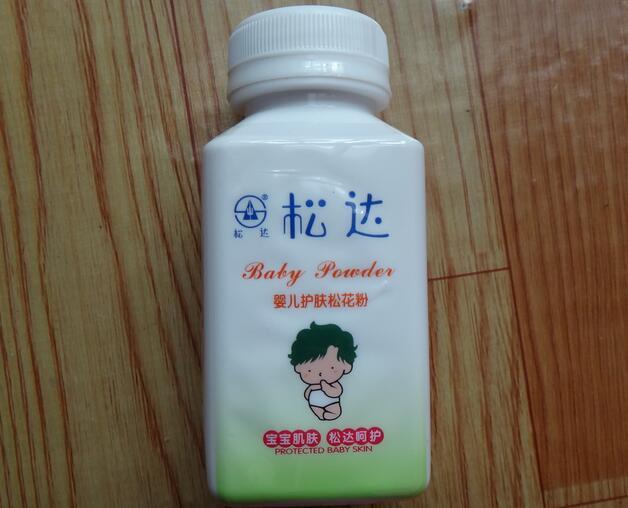 松达 ® 松达
Baby Powder
婴儿护肤松花粉
宝宝肌肤 松达呵护
PROTECTED BABY SKIN